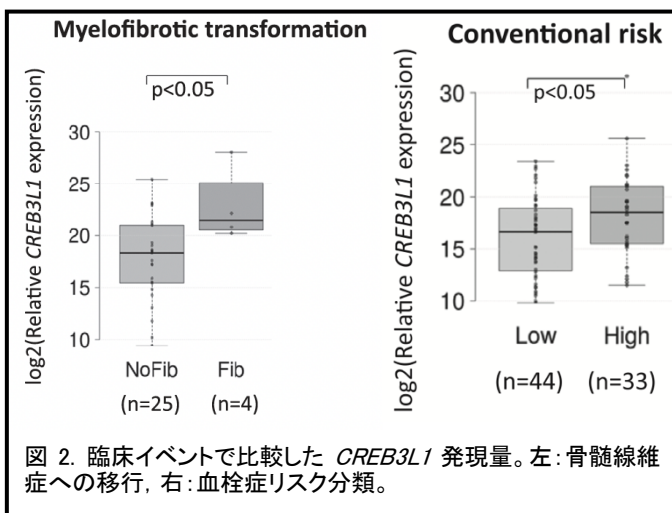 Myelofibrotic transformation
p<0.05
log2(Relative CREB3L1 expression)
30
25
20
15
10
NoFib Fib
(n=25) (n=4)
Conventional risk
p<0.05
log2(Relative CREB3L1 expression)
30
25
20
15
10
Low High
(n=44) (n=33)
図 2. 臨床イベントで比較した CREB3L1 発現量。左：骨髄線維
症への移行, 右：血栓症リスク分類。